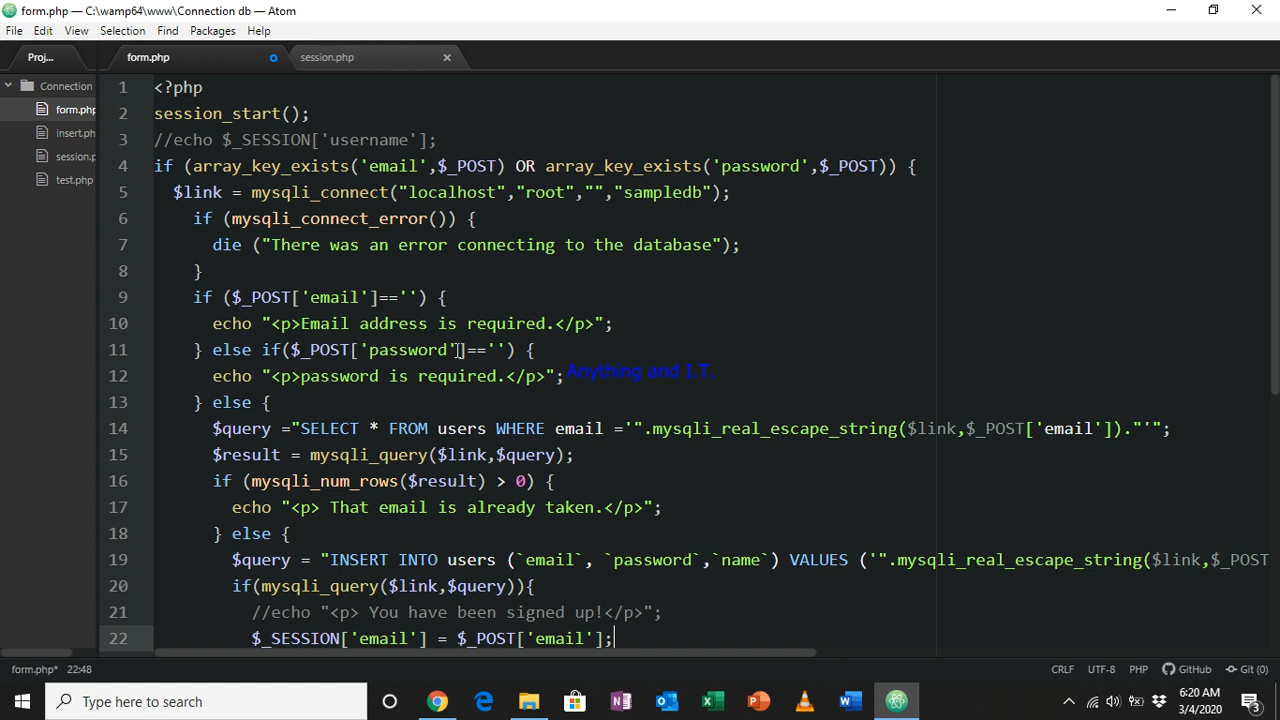 form.php — C:\wamp64\www\Connection db — Atom
File Edit View Selection Find Packages Help
Proj... form.php session.php
Connection
form.php
insert.ph
session.p
test.php
1 <?php
2 session_start();
3 //echo $_SESSION['username'];
4 if (array_key_exists('email',$_POST) OR array_key_exists('password',$_POST)) {
5 $link = mysqli_connect("localhost","root","","sampledb");
6 if (mysqli_connect_error()) {
7 die ("There was an error connecting to the database");
8 }
9 if ($_POST['email']=='') {
10 echo "<p>Email address is required.</p>";
11 } else if($_POST['password']=='') {
12 echo "<p>password is required.</p>";
Anything and I.T.
13 } else {
14 $query ="SELECT * FROM users WHERE email ='".mysqli_real_escape_string($link,$_POST['email'])."'";
15 $result = mysqli_query($link,$query);
16 if (mysqli_num_rows($result) > 0) {
17 echo "<p> That email is already taken.</p>";
18 } else {
19 $query = "INSERT INTO users (`email`, `password`,`name`) VALUES ('".mysqli_real_escape_string($link,$_POST
20 if(mysqli_query($link,$query)){
21 //echo "<p> You have been signed up!</p>";
22 $_SESSION['email'] = $_POST['email'];
form.php* 22:48 CRLF UTF-8 PHP GitHub Git (0)
Type here to search
6:20 AM
3/4/2020
3